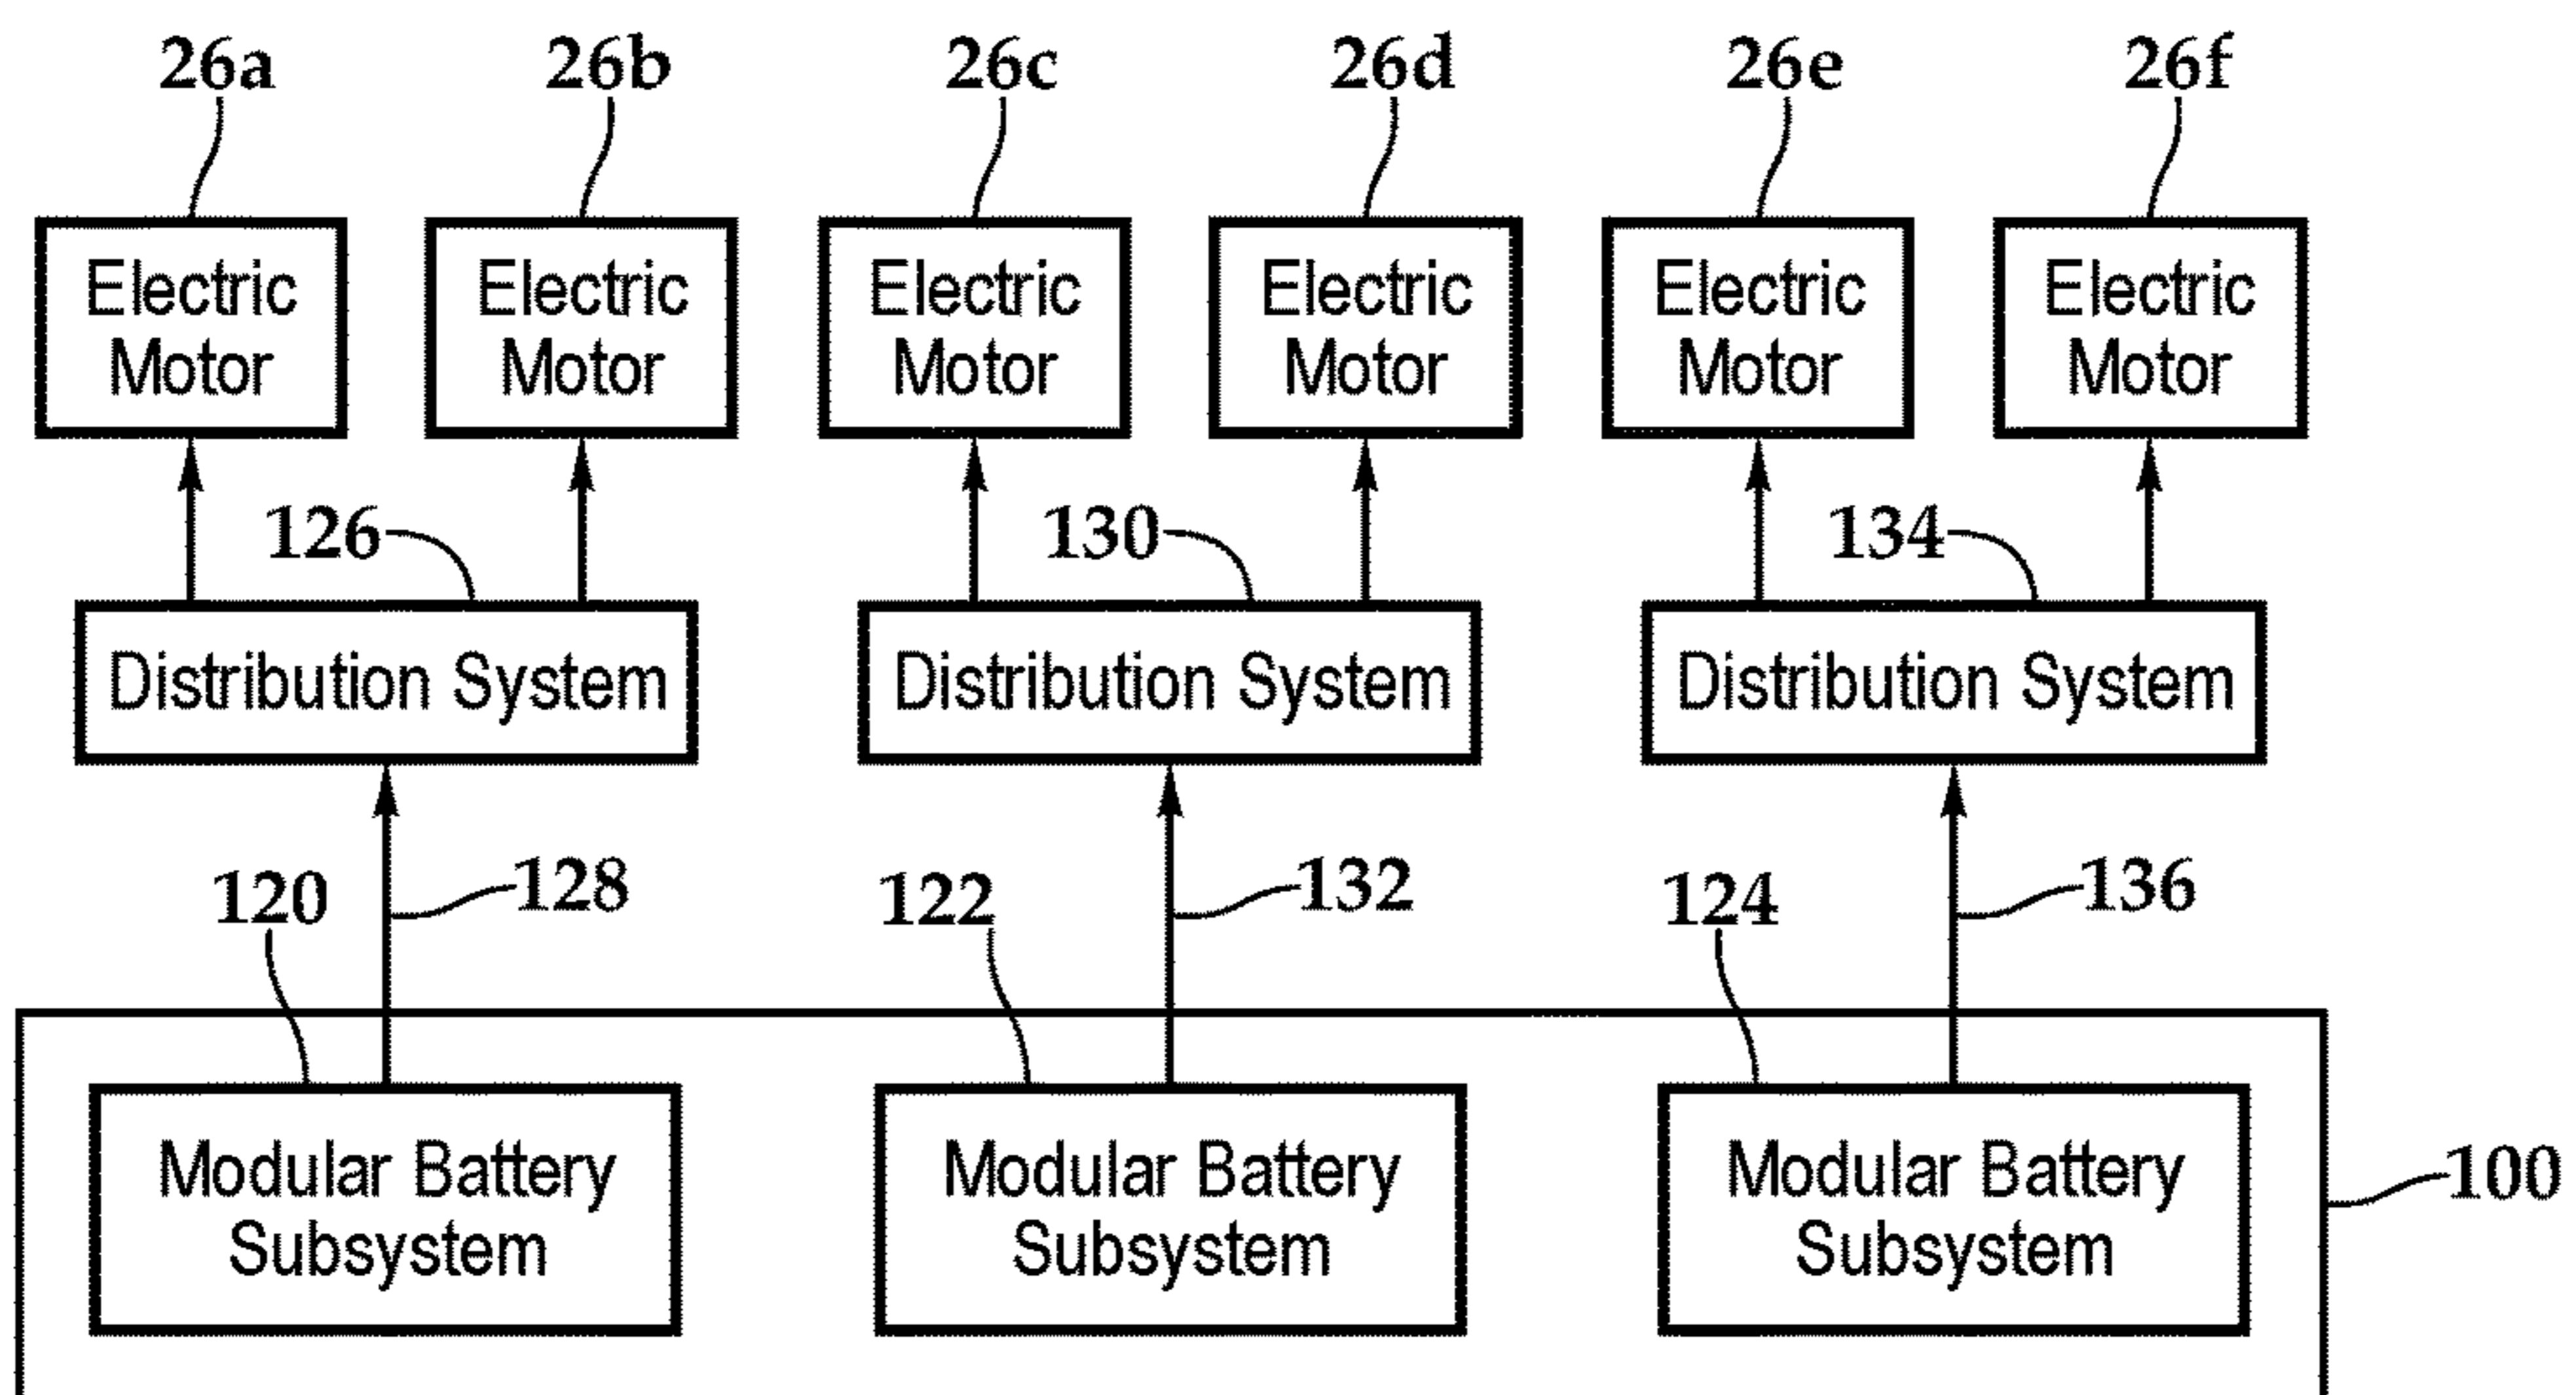 26a 26b 26c 26d 26e 26f
Electric Electric Electric Electric Electric Electric
Motor Motor Motor Motor Motor Motor
126 130 134
Distribution System Distribution System Distribution System
120 128 122 132 124 136
Modular Battery Modular Battery Modular Battery 100
Subsystem Subsystem Subsystem